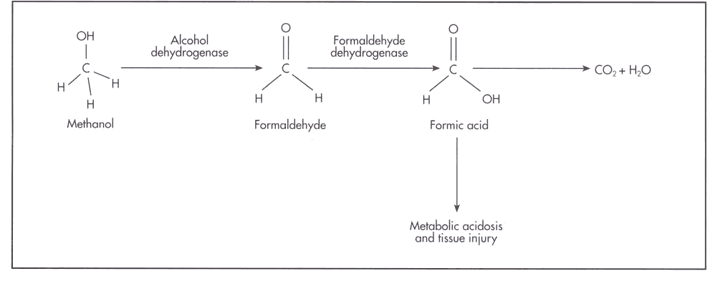 OH
C
H
H
H
Methanol
Alcohol
dehydrogenase
O
C
H
H
Formaldehyde
Formaldehyde
dehydrogenase
O
C
H
OH
Formic acid
CO₂ + H₂O
Metabolic acidosis
and tissue injury